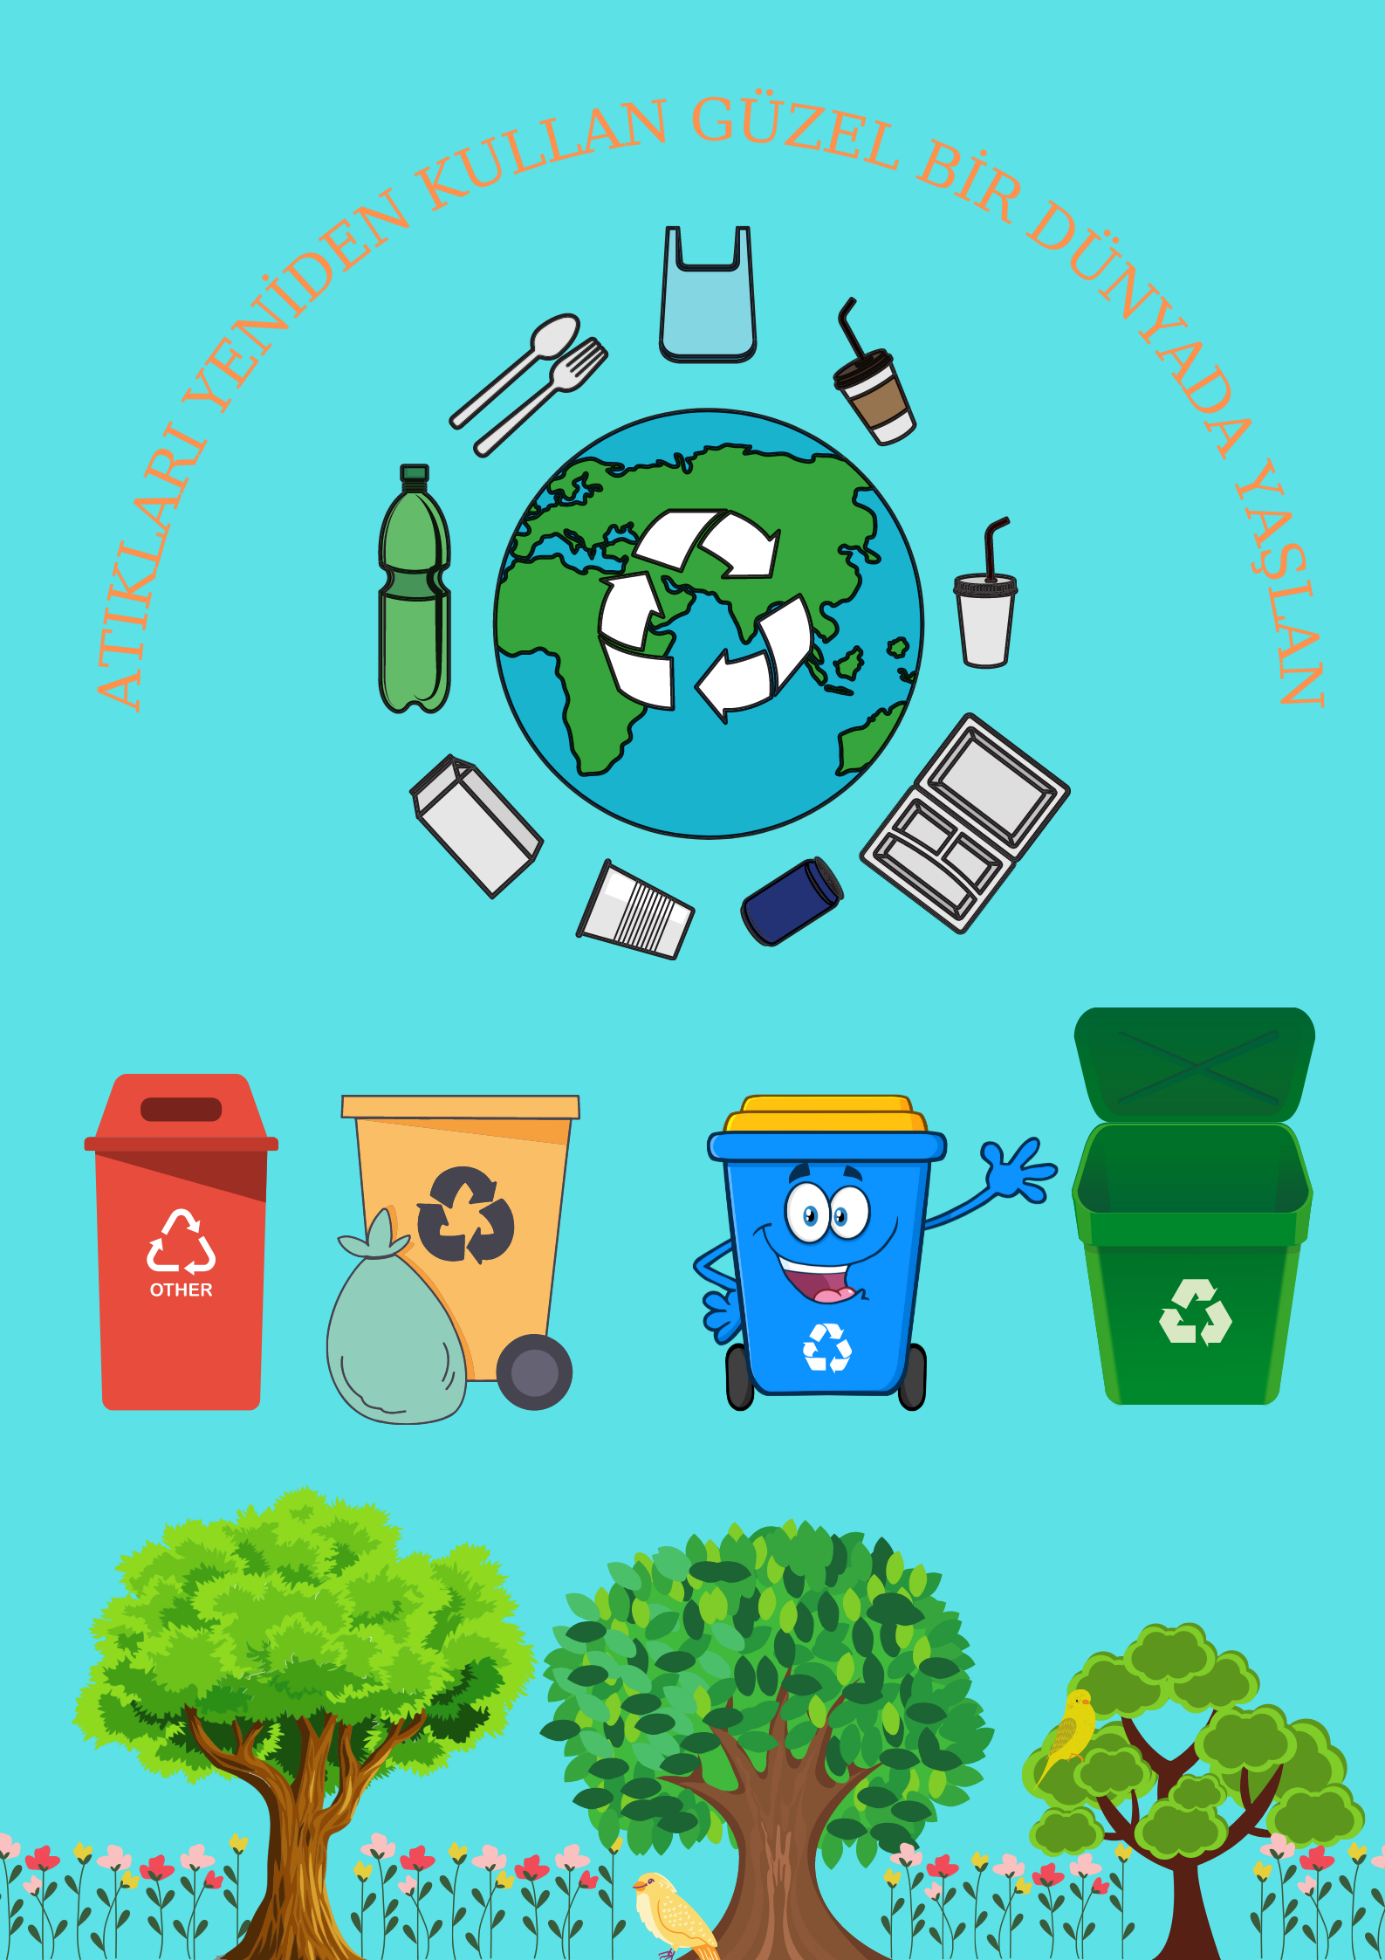 ATIKLARI YENİDEN KULLAN GÜZEL BİR DÜNYADA YAŞLAN
OTHER